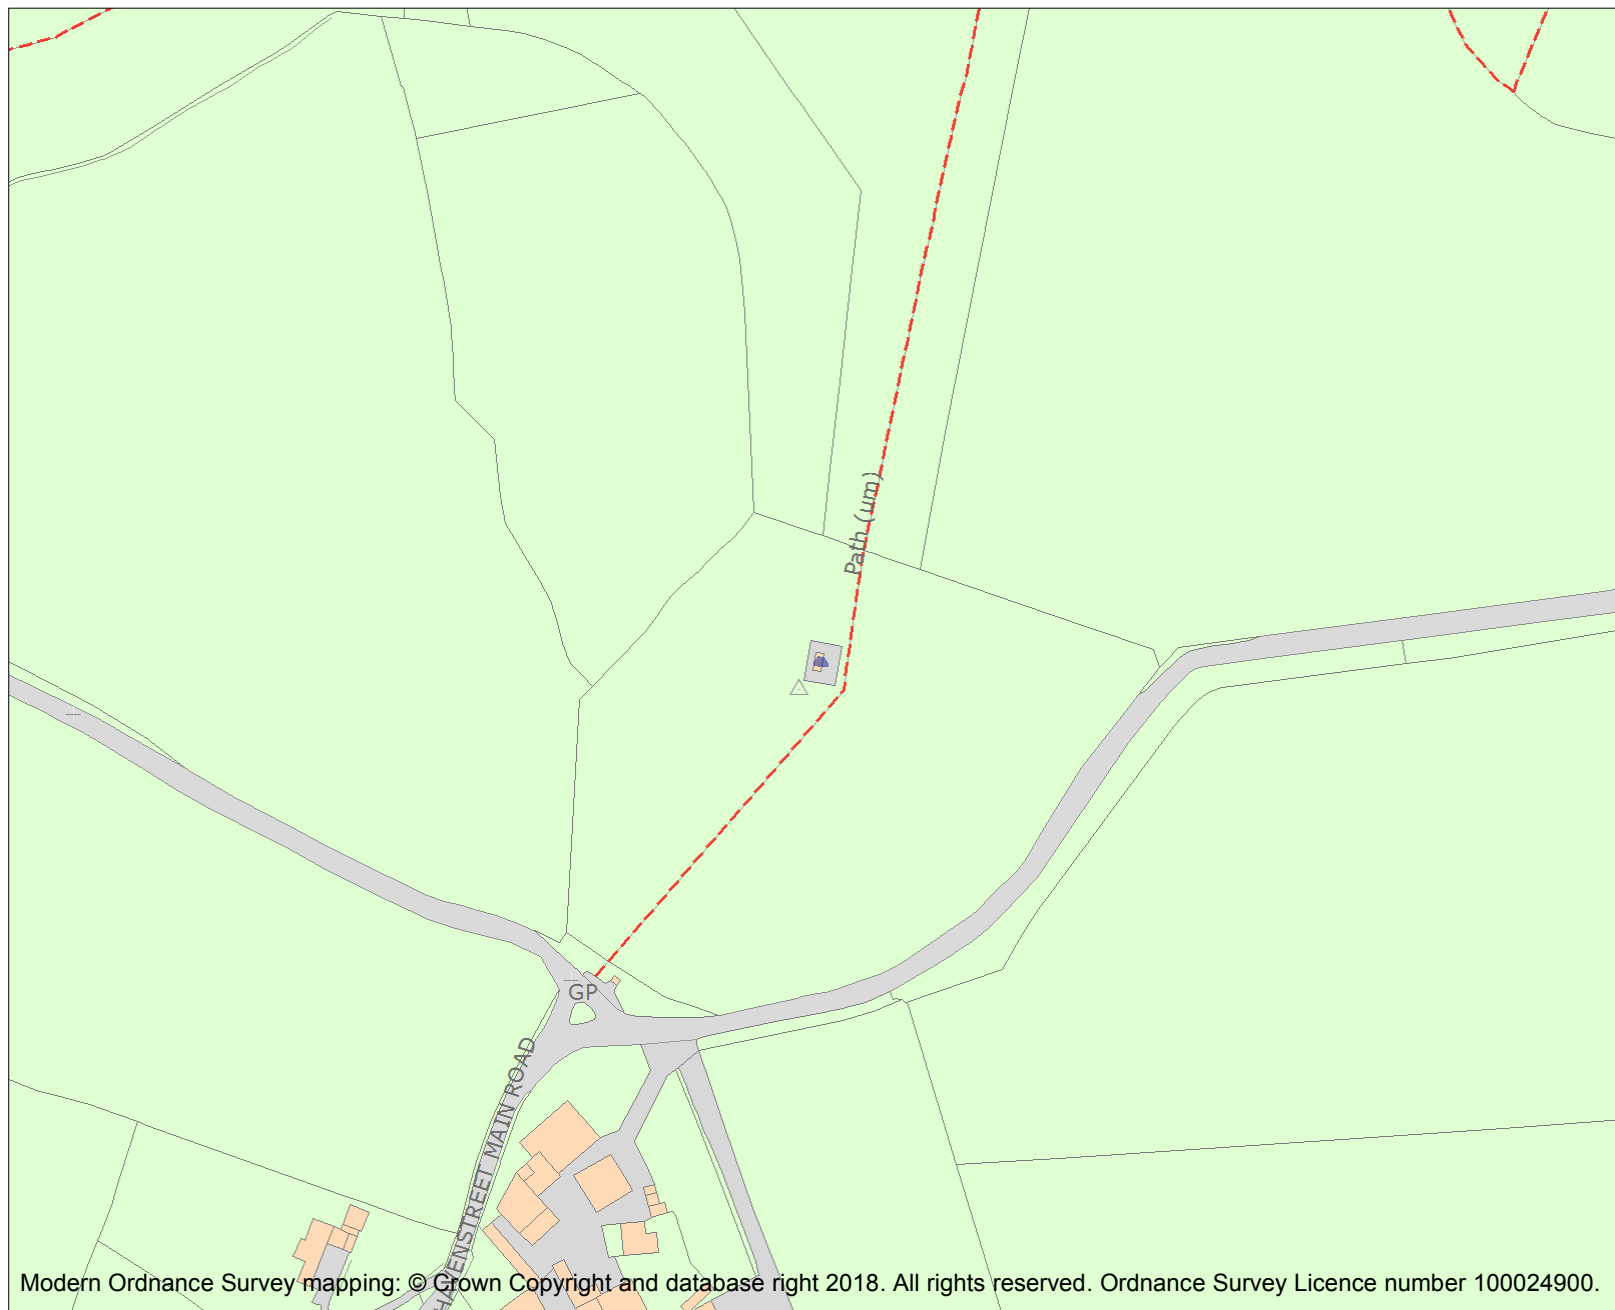 Path (um)
GP
HAVENSTREET MAIN ROAD
Modern Ordnance Survey mapping: © Crown Copyright and database right 2018. All rights reserved. Ordnance Survey Licence number 100024900.